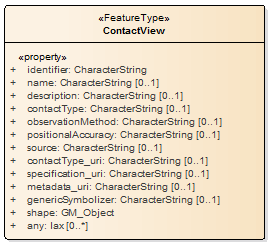 «FeatureType»
ContactView
«property»
+ identifier: CharacterString
+ name: CharacterString [0..1]
+ description: CharacterString [0..1]
+ contactType: CharacterString [0..1]
+ observationMethod: CharacterString [0..1]
+ positionalAccuracy: CharacterString [0..1]
+ source: CharacterString [0..1]
+ contactType_uri: CharacterString [0..1]
+ specification_uri: CharacterString [0..1]
+ metadata_uri: CharacterString [0..1]
+ genericSymbolizer: CharacterString [0..1]
+ shape: GM_Object
+ any: lax [0..*]